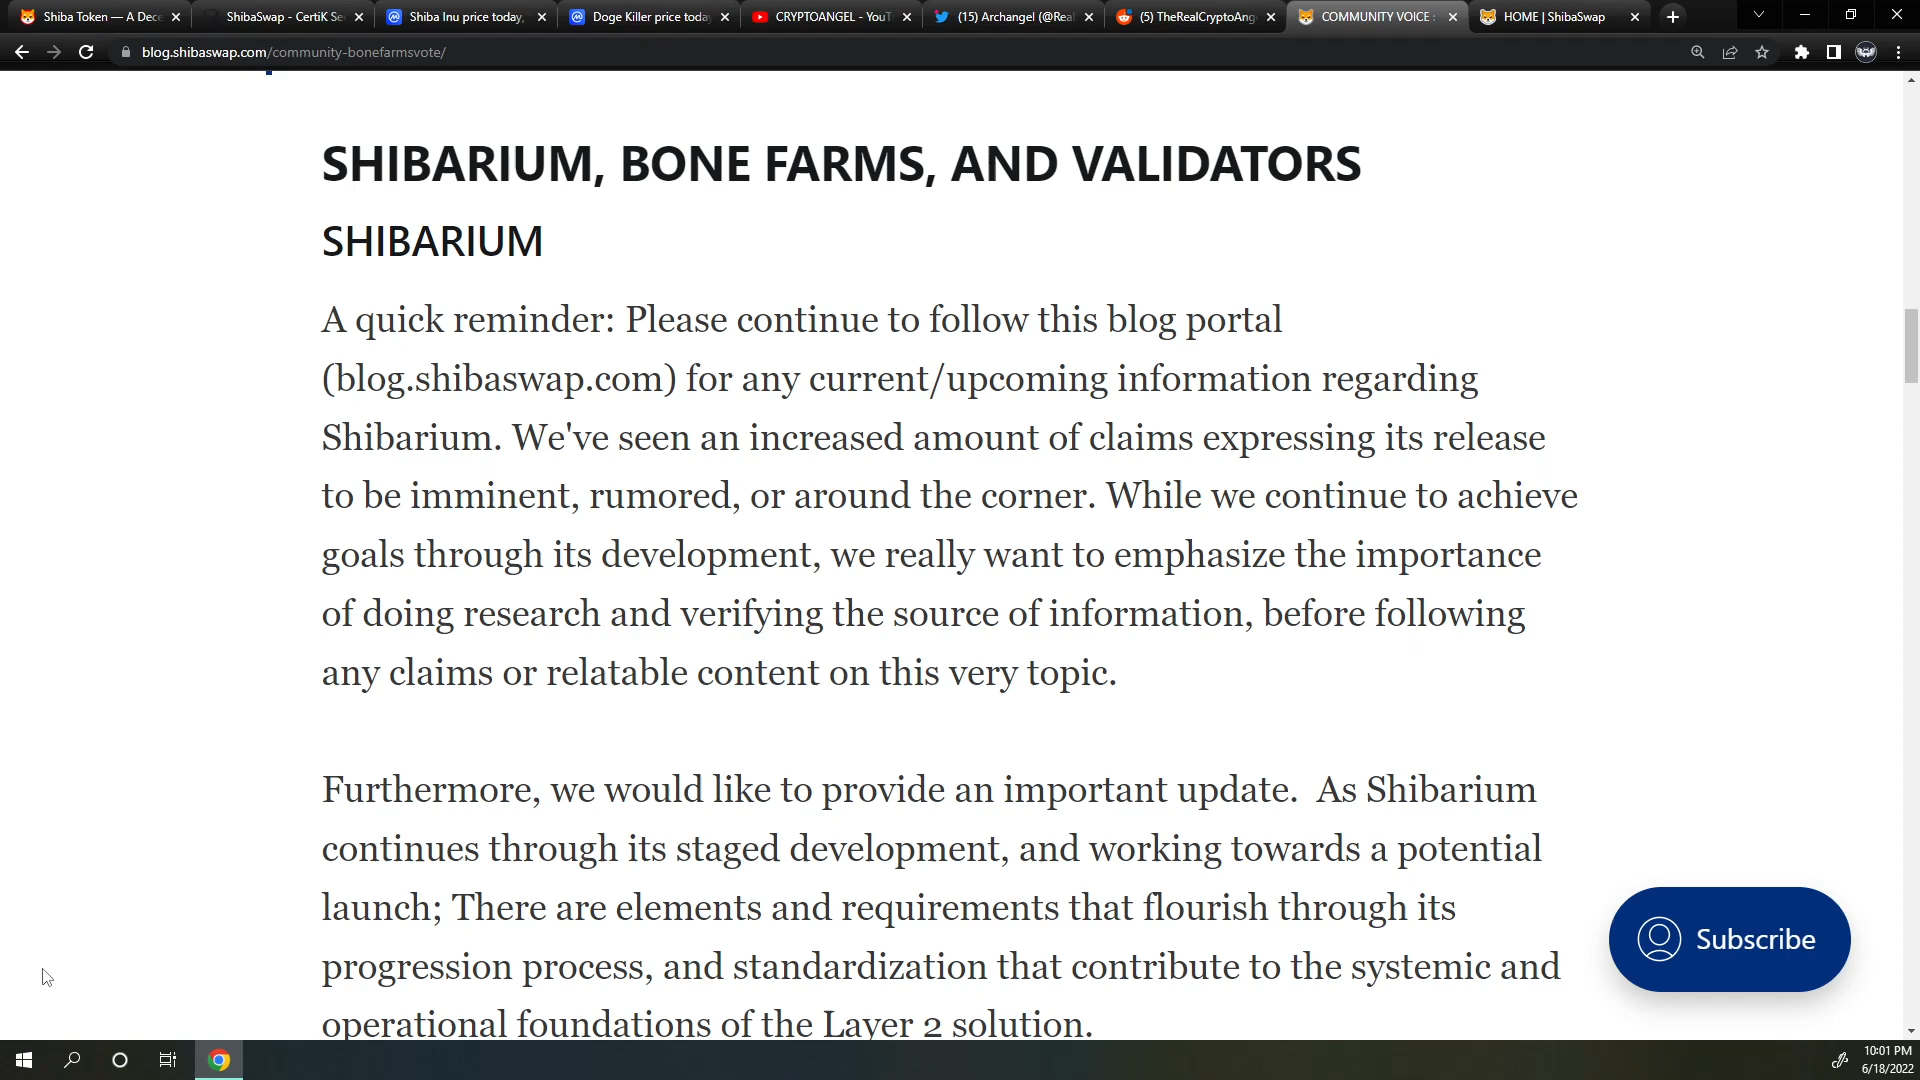 Shiba Token — A Dece
ShibaSwap - CertiK Se
Shiba Inu price today,
Doge Killer price toda
CRYPTOANGEL - YouT
(15) Archangel (@Real
(5) TheRealCryptoAng
COMMUNITY VOICE :
HOME | ShibaSwap
blog.shibaswap.com/community-bonefarmsvote/
SHIBARIUM, BONE FARMS, AND VALIDATORS
SHIBARIUM
A quick reminder: Please continue to follow this blog portal
(blog.shibaswap.com) for any current/upcoming information regarding
Shibarium. We've seen an increased amount of claims expressing its release
to be imminent, rumored, or around the corner. While we continue to achieve
goals through its development, we really want to emphasize the importance
of doing research and verifying the source of information, before following
any claims or relatable content on this very topic.
Furthermore, we would like to provide an important update.  As Shibarium
continues through its staged development, and working towards a potential
launch; There are elements and requirements that flourish through its
progression process, and standardization that contribute to the systemic and
operational foundations of the Layer 2 solution.
Subscribe
10:01 PM
6/18/2022